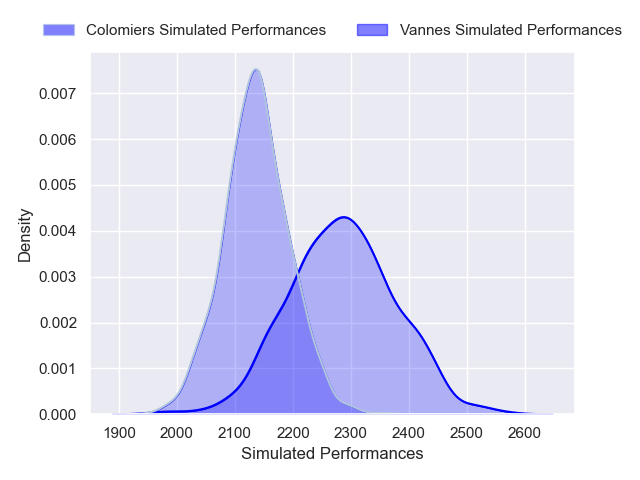 Colomiers Simulated Performances Vannes Simulated Performances
0.007
0.006
0.005
0.004
0.003
0.002
0.001
0.000
Density
1900 2000 2100 2200 2300 2400 2500 2600
Simulated Performances